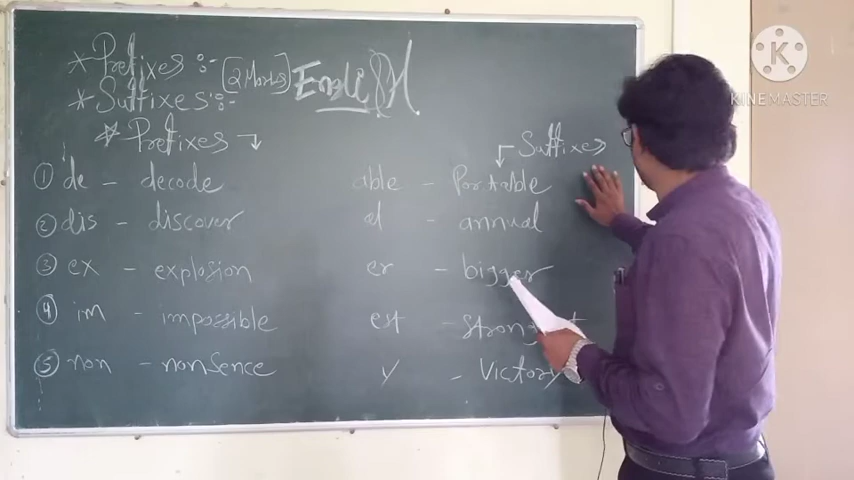 * Prefixes :-
* Suffixes :- [2 Marks] English
* Prefixes
Suffixes
① de - decode able - Portable
② dis - discover al - annual
③ ex - explosion er - bigger
④ im - impossible est -
⑤ non - nonsence y - Victory
K
KINEMASTER